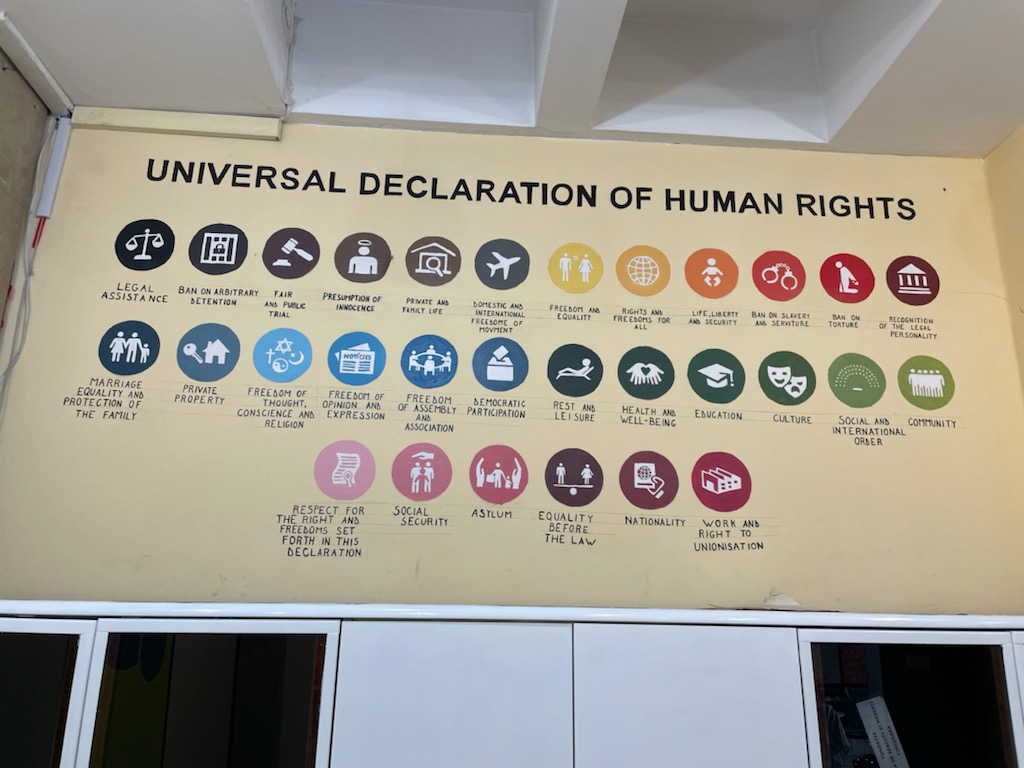 UNIVERSAL DECLARATION OF HUMAN RIGHTS
LEGAL
ASSISTANCE
BAN ON ARBITRARY
DETENTION
FAIR
AND PUBLIC
TRIAL
PRESUMPTION OF
INNOCENCE
PRIVATE AND
FAMILY LIFE
DOMESTIC AND
INTERNATIONAL
FREEDOME OF
MOVMENT
FREEDOM AND
EQUALITY
RIGHTS AND
FREEDOMS FOR
ALL
LIFE, LIBERTY
AND SECURITY
BAN ON SLAVERY
AND SERVITURE
BAN ON
TORTURE
RECOGNITION
OF THE LEGAL
PERSONALITY
MARRIAGE
EQUALITY AND
PROTECTION OF
THE FAMILY
PRIVATE
PROPERTY
FREEDOM OF
THOUGHT,
CONSCIENCE AND
RELIGION
NOTÍCIES
FREEDOM OF
OPINION AND
EXPRESSION
FREEDOM
OF ASSEMBLY
AND
ASSOCIATION
DEMOCRATIC
PARTICIPATION
REST AND
LEISURE
HEALTH AND
WELL-BEING
EDUCATION
CULTURE
SOCIAL AND
INTERNATIONAL
ORDER
COMMUNITY
RESPECT FOR
THE RIGHT AND
FREEDOMS SET
FORTH IN THIS
DECLARATION
SOCIAL
SECURITY
ASYLUM
EQUALITY
BEFORE
THE LAW
NATIONALITY
WORK AND
RIGHT TO
UNIONISATION